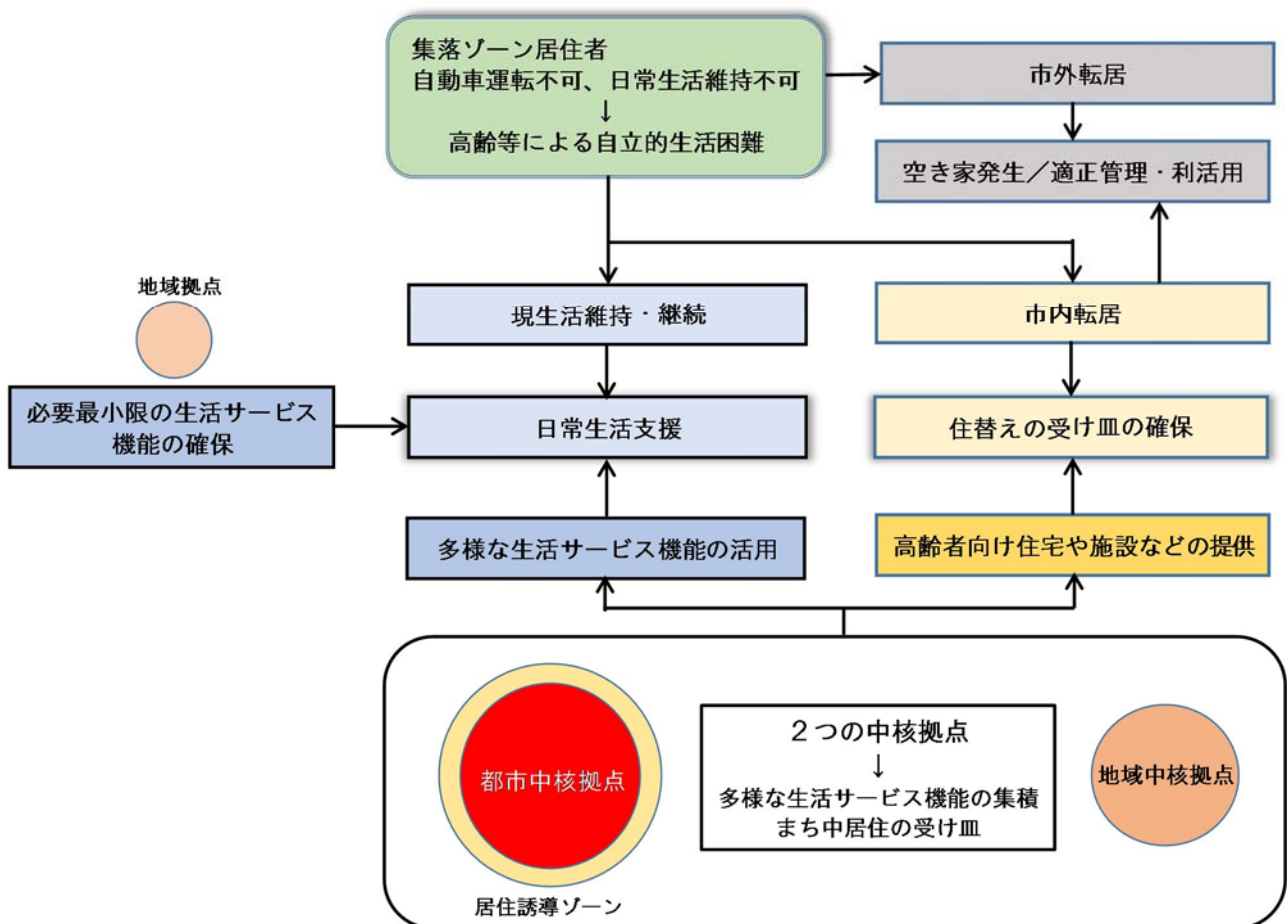 集落ゾーン居住者
自動車運転不可、日常生活維持不可
↓
高齢等による自立的生活困難
市外転居
空き家発生／適正管理・利活用
地域拠点
現生活維持・継続
市内転居
必要最小限の生活サービス
機能の確保
日常生活支援
住替えの受け皿の確保
多様な生活サービス機能の活用
高齢者向け住宅や施設などの提供
都市中核拠点
居住誘導ゾーン
２つの中核拠点
↓
多様な生活サービス機能の集積
まち中居住の受け皿
地域中核拠点